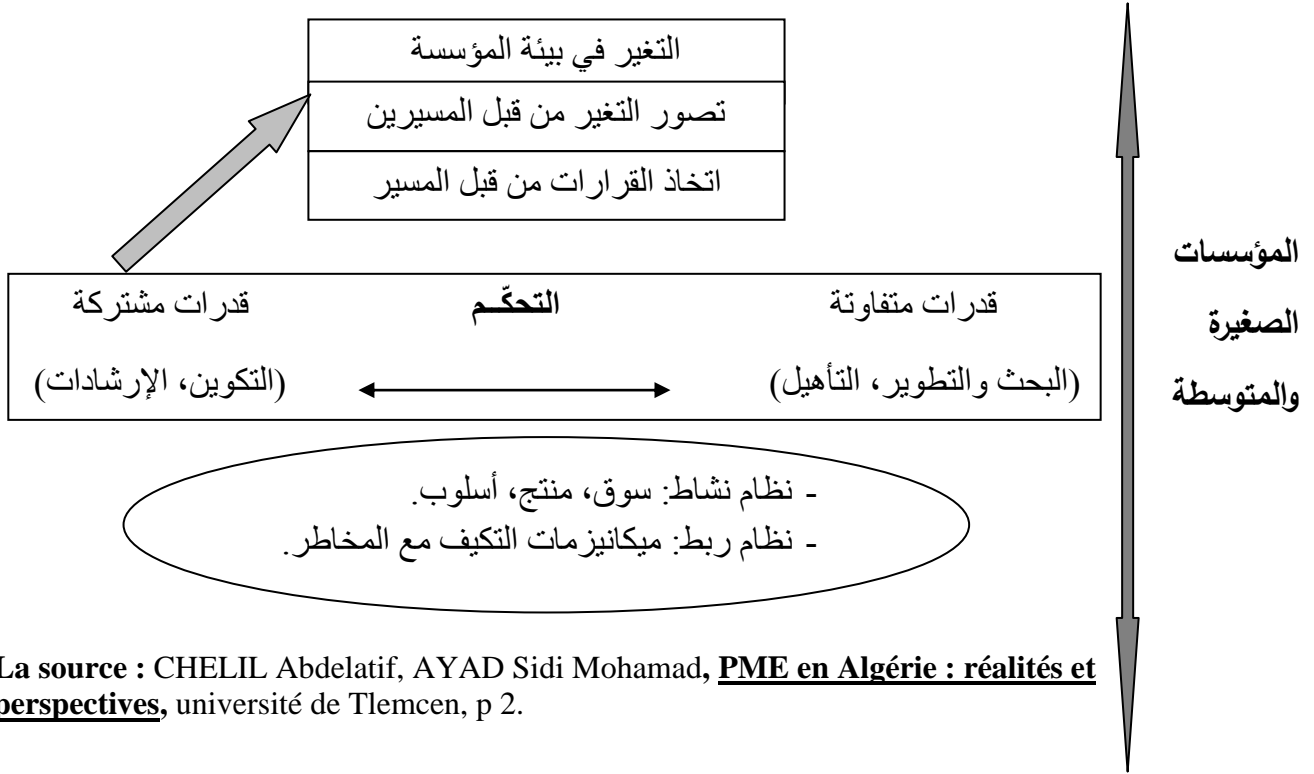 التغير في بيئة المؤسسة
تصور التغير من قبل المسيرين
اتخاذ القرارات من قبل المسير
المؤسسات
الصغيرة
والمتوسطة
قدرات متفاوتة
التحكّــم
قدرات مشتركة
(البحث والتطوير، التأهيل)
(التكوين، الإرشادات)
- نظام نشاط: سوق، منتج، أسلوب.
- نظام ربط: ميكانيزمات التكيف مع المخاطر.
La source : CHELIL Abdelatif, AYAD Sidi Mohamad, PME en Algérie : réalités et
perspectives, université de Tlemcen, p 2.